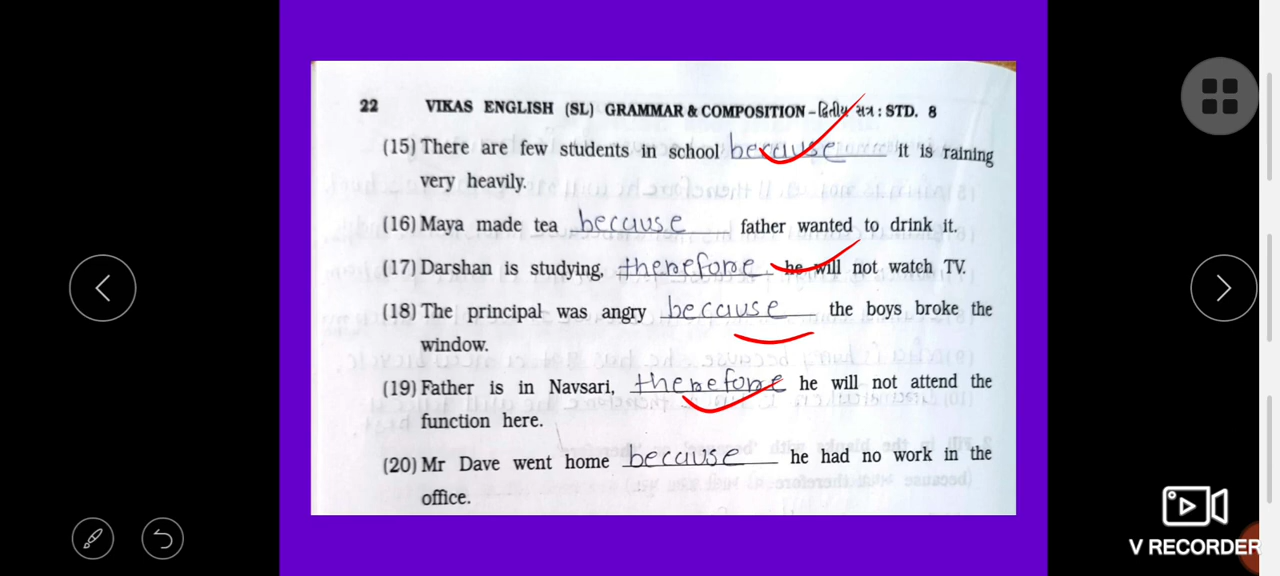 22 VIKAS ENGLISH (SL) GRAMMAR & COMPOSITION – દ્વિતીય સત્ર : STD. 8
(15) There are few students in school because it is raining
very heavily.
(16) Maya made tea because father wanted to drink it.
(17) Darshan is studying, therefore, he will not watch TV.
(18) The principal was angry because the boys broke the
window.
(19) Father is in Navsari, therefore he will not attend the
function here.
(20) Mr Dave went home because he had no work in the
office.
V RECORDER